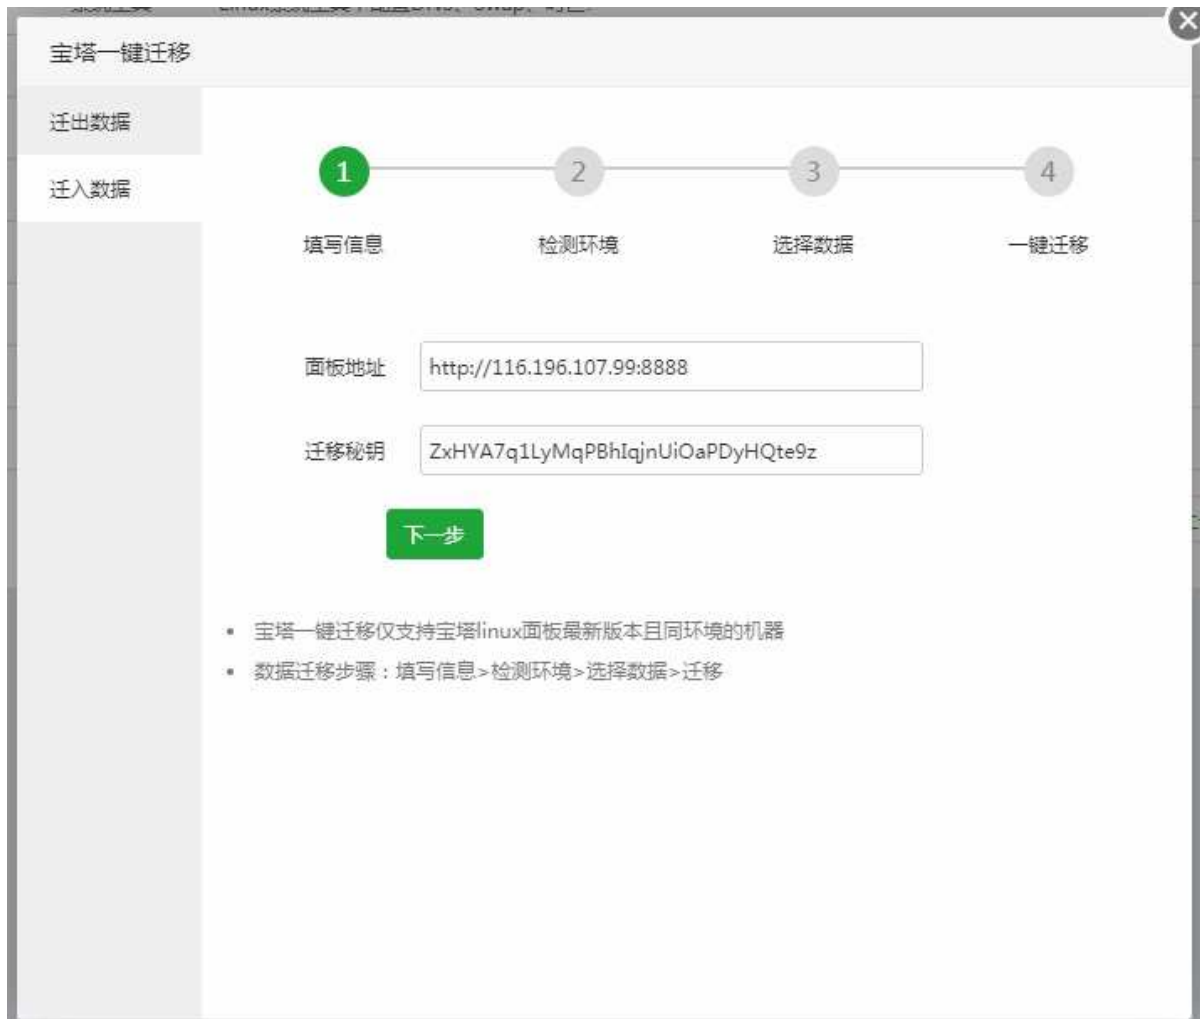 宝塔一键迁移
迁出数据
迁入数据
1 2 3 4
填写信息 检测环境 选择数据 一键迁移
面板地址 http://116.196.107.99:8888
迁移秘钥 ZxHYA7q1LyMqPBhIqjnUiOaPDyHQte9z
下一步
宝塔一键迁移仅支持宝塔linux面板最新版本且同环境的机器
数据迁移步骤：填写信息>检测环境>选择数据>迁移